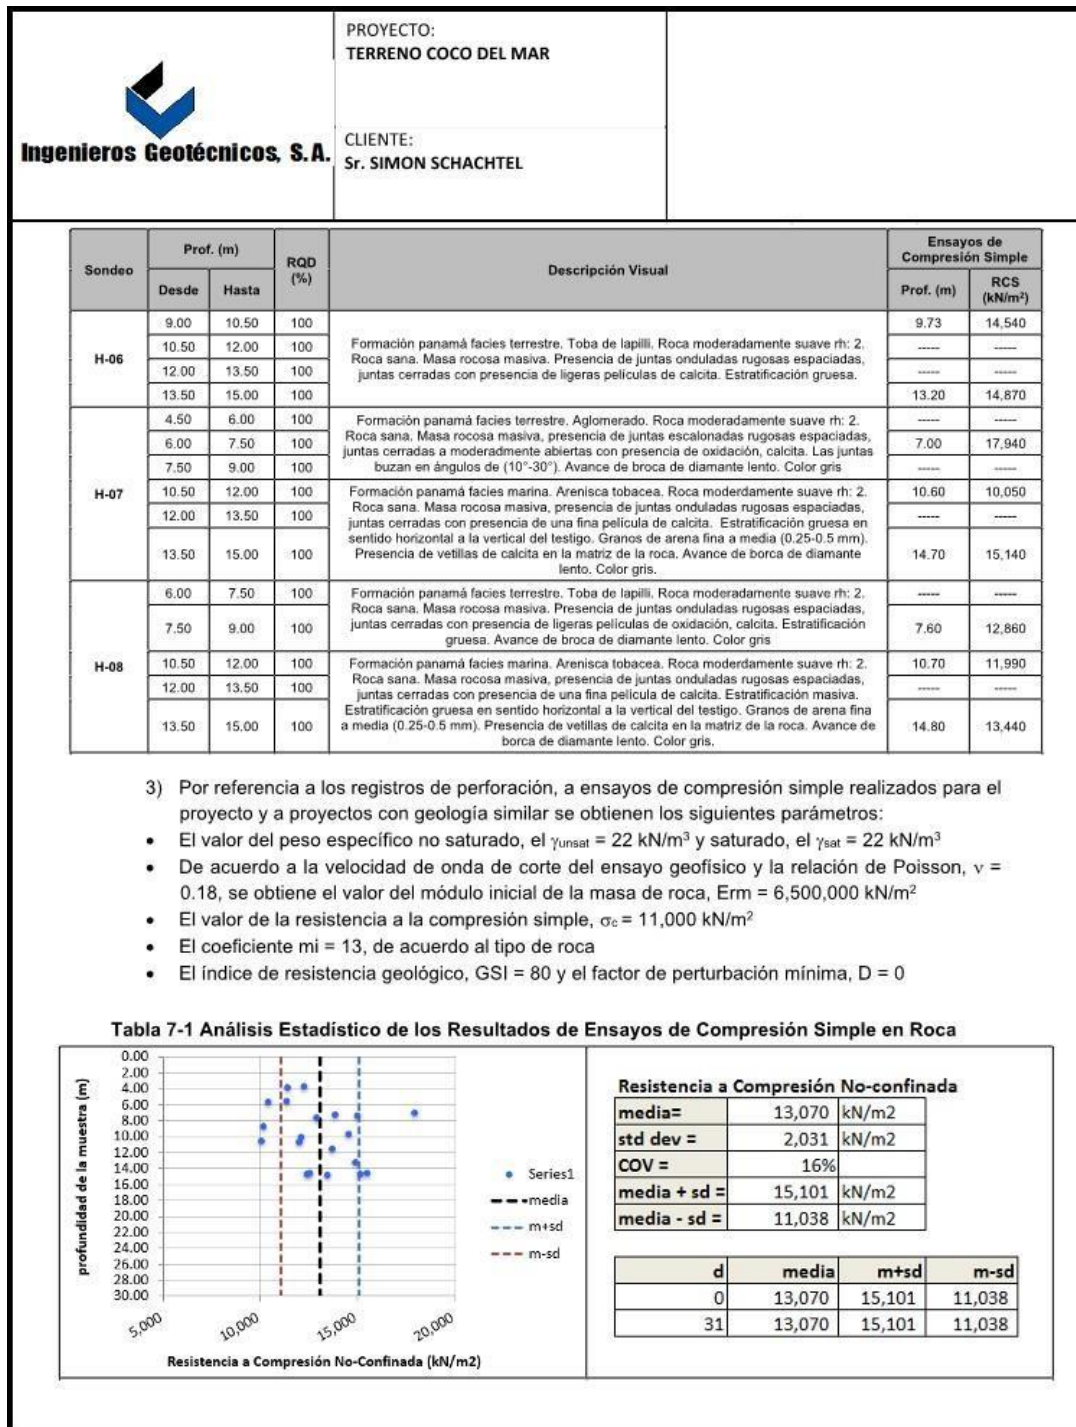 PROYECTO:
TERRENO COCO DEL MAR
Ingenieros Geotécnicos, S.A.
CLIENTE:
Sr. SIMON SCHACHTEL
Sondeo Prof. (m) RQD (%) Descripción Visual Ensayos de Compresión Simple
Desde Hasta Prof. (m) RCS (kN/m²)
H-06
9.00 10.50 100 9.73 14,540
10.50 12.00 100 ----- -----
12.00 13.50 100 ----- -----
13.50 15.00 100 13.20 14,870
Formación panamá facies terrestre. Toba de lapilli. Roca moderadamente suave rh: 2.
Roca sana. Masa rocosa masiva. Presencia de juntas onduladas rugosas espaciadas,
juntas cerradas con presencia de ligeras películas de calcita. Estratificación gruesa.
H-07
4.50 6.00 100 ----- -----
6.00 7.50 100 7.00 17,940
7.50 9.00 100 ----- -----
Formación panamá facies terrestre. Aglomerado. Roca moderadamente suave rh: 2.
Roca sana. Masa rocosa masiva, presencia de juntas escalonadas rugosas espaciadas,
juntas cerradas a moderadmente abiertas con presencia de oxidación, calcita. Las juntas
buzan en ángulos de (10°-30°). Avance de broca de diamante lento. Color gris
10.50 12.00 100 10.60 10,050
12.00 13.50 100 ----- -----
13.50 15.00 100 14.70 15,140
Formación panamá facies marina. Arenisca tobacea. Roca moderdamente suave rh: 2.
Roca sana. Masa rocosa masiva, presencia de juntas onduladas rugosas espaciadas,
juntas cerradas con presencia de una fina película de calcita. Estratificación gruesa en
sentido horizontal a la vertical del testigo. Granos de arena fina a media (0.25-0.5 mm).
Presencia de vetillas de calcita en la matriz de la roca. Avance de borca de diamante
lento. Color gris.
H-08
6.00 7.50 100 ----- -----
7.50 9.00 100 7.60 12,860
Formación panamá facies terrestre. Toba de lapilli. Roca moderadamente suave rh: 2.
Roca sana. Masa rocosa masiva. Presencia de juntas onduladas rugosas espaciadas,
juntas cerradas con presencia de ligeras películas de oxidación, calcita. Estratificación
gruesa. Avance de broca de diamante lento. Color gris
10.50 12.00 100 10.70 11,990
12.00 13.50 100 ----- -----
13.50 15.00 100 14.80 13,440
Formación panamá facies marina. Arenisca tobacea. Roca moderdamente suave rh: 2.
Roca sana. Masa rocosa masiva, presencia de juntas onduladas rugosas espaciadas,
juntas cerradas con presencia de una fina película de calcita. Estratificación masiva.
Estratificación gruesa en sentido horizontal a la vertical del testigo. Granos de arena fina
a media (0.25-0.5 mm). Presencia de vetillas de calcita en la matriz de la roca. Avance de
borca de diamante lento. Color gris.
3) Por referencia a los registros de perforación, a ensayos de compresión simple realizados para el
proyecto y a proyectos con geología similar se obtienen los siguientes parámetros:
• El valor del peso específico no saturado, el γunsat = 22 kN/m³ y saturado, el γsat = 22 kN/m³
• De acuerdo a la velocidad de onda de corte del ensayo geofísico y la relación de Poisson, ν =
0.18, se obtiene el valor del módulo inicial de la masa de roca, Erm = 6,500,000 kN/m²
• El valor de la resistencia a la compresión simple, σc = 11,000 kN/m²
• El coeficiente mi = 13, de acuerdo al tipo de roca
• El índice de resistencia geológico, GSI = 80 y el factor de perturbación mínima, D = 0
Tabla 7-1 Análisis Estadístico de los Resultados de Ensayos de Compresión Simple en Roca
profundidad de la muestra (m)
0.00
2.00
4.00
6.00
8.00
10.00
12.00
14.00
16.00
18.00
20.00
22.00
24.00
26.00
28.00
30.00
5,000 10,000 15,000 20,000
Resistencia a Compresión No-Confinada (kN/m2)
Series1
media
m+sd
m-sd
Resistencia a Compresión No-confinada
media= 13,070 kN/m2
std dev = 2,031 kN/m2
COV = 16%
media + sd = 15,101 kN/m2
media - sd = 11,038 kN/m2
d media m+sd m-sd
0 13,070 15,101 11,038
31 13,070 15,101 11,038